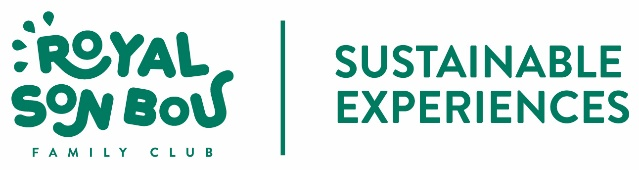 ROYAL
SON BOU
FAMILY CLUB
SUSTAINABLE
EXPERIENCES